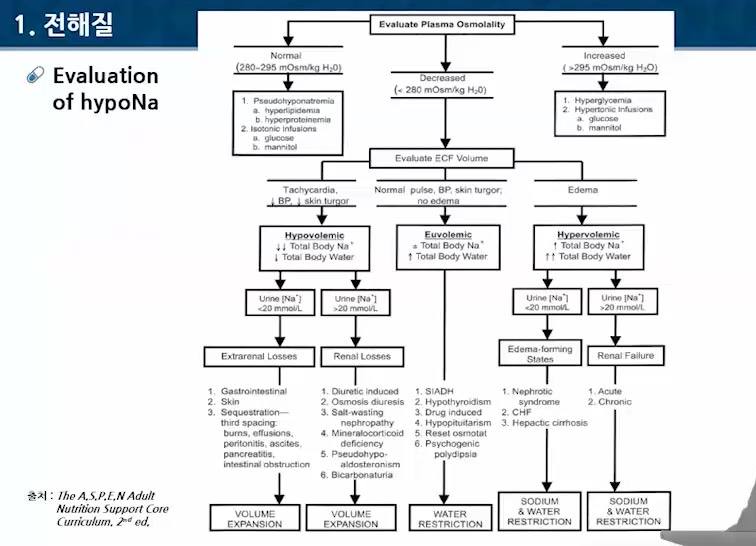 1. 전해질
Evaluation
of hypoNa
Evaluate Plasma Osmolality
Normal
(280-295 mOsm/kg H₂0)
Decreased
(< 280 mOsm/kg H₂0)
Increased
( >295 mOsm/kg H₂O)
1. Pseudohyponatremia
a. hyperlipidemia
b. hyperproteinemia
2. Isotonic Infusions
a. glucose
b. mannitol
1. Hyperglycemia
2. Hypertonic Infusions
a. glucose
b. mannitol
Evaluate ECF Volume
Tachycardia,
↓ BP, ↓ skin turgor
Normal pulse, BP, skin turgor;
no edema
Edema
Hypovolemic
↓↓ Total Body Na⁺
↓ Total Body Water
Euvolemic
± Total Body Na⁺
↑ Total Body Water
Hypervolemic
↑ Total Body Na⁺
↑↑ Total Body Water
Urine [Na⁺]
<20 mmol/L
Urine [Na⁺]
>20 mmol/L
Urine [Na⁺]
<20 mmol/L
Urine [Na⁺]
>20 mmol/L
Extrarenal Losses
Renal Losses
Edema-forming
States
Renal Failure
1. Gastrointestinal
2. Skin
3. Sequestration—
third spacing:
burns, effusions,
peritonitis, ascites,
pancreatitis,
intestinal obstruction
1. Diuretic induced
2. Osmosis diuresis
3. Salt-wasting
nephropathy
4. Mineralocorticoid
deficiency
5. Pseudohypo-
aldosteronism
6. Bicarbonaturia
1. SIADH
2. Hypothyroidism
3. Drug induced
4. Hypopituitarism
5. Reset osmotat
6. Psychogenic
polydipsia
1. Nephrotic
syndrome
2. CHF
3. Hepactic cirrhosis
1. Acute
2. Chronic
VOLUME
EXPANSION
VOLUME
EXPANSION
WATER
RESTRICTION
SODIUM
& WATER
RESTRICTION
SODIUM
& WATER
RESTRICTION
출처 : The A.S.P.E.N Adult
Nutrition Support Core
Curriculum, 2nd ed.